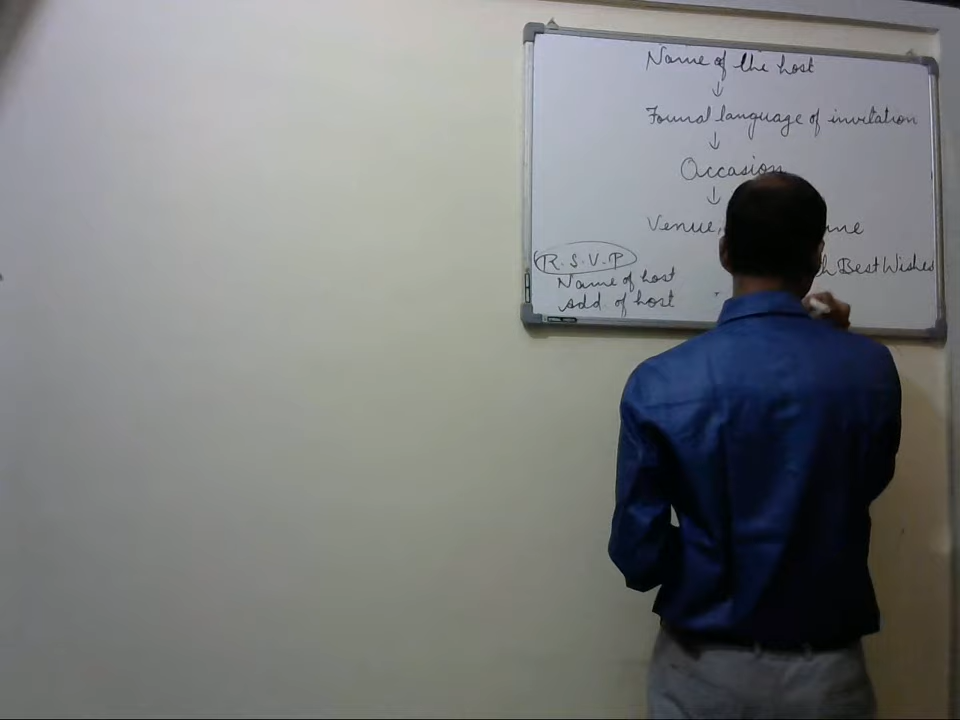 Name of the host
↓
Formal language of invitation
↓
Occasion
↓
Venue,
R.S.V.P Best Wishes
Name of host
Add. of host